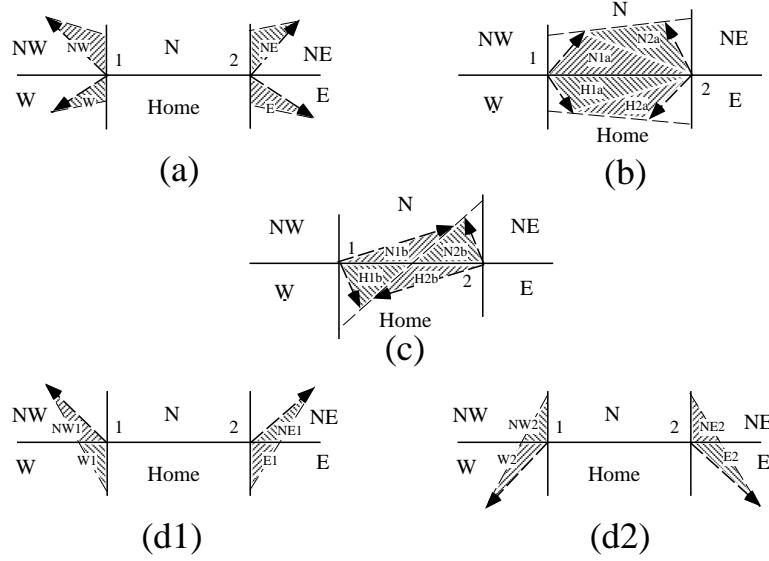 N
NW
NW
1
2
NE
NE
W
W
Home
E
E
(a)
N
NW
N2a
NE
1
N1a
H1a
2
W
H2a
E
Home
(b)
N
NW
NE
1
N1b
N2b
H1b
H2b
2
W
E
Home
(c)
NW
N
NE
NW1
1
2
NE1
W
W1
Home
E1
E
(d1)
NW
N
NE
NW2
1
2
NE2
W
W2
Home
E2
E
(d2)